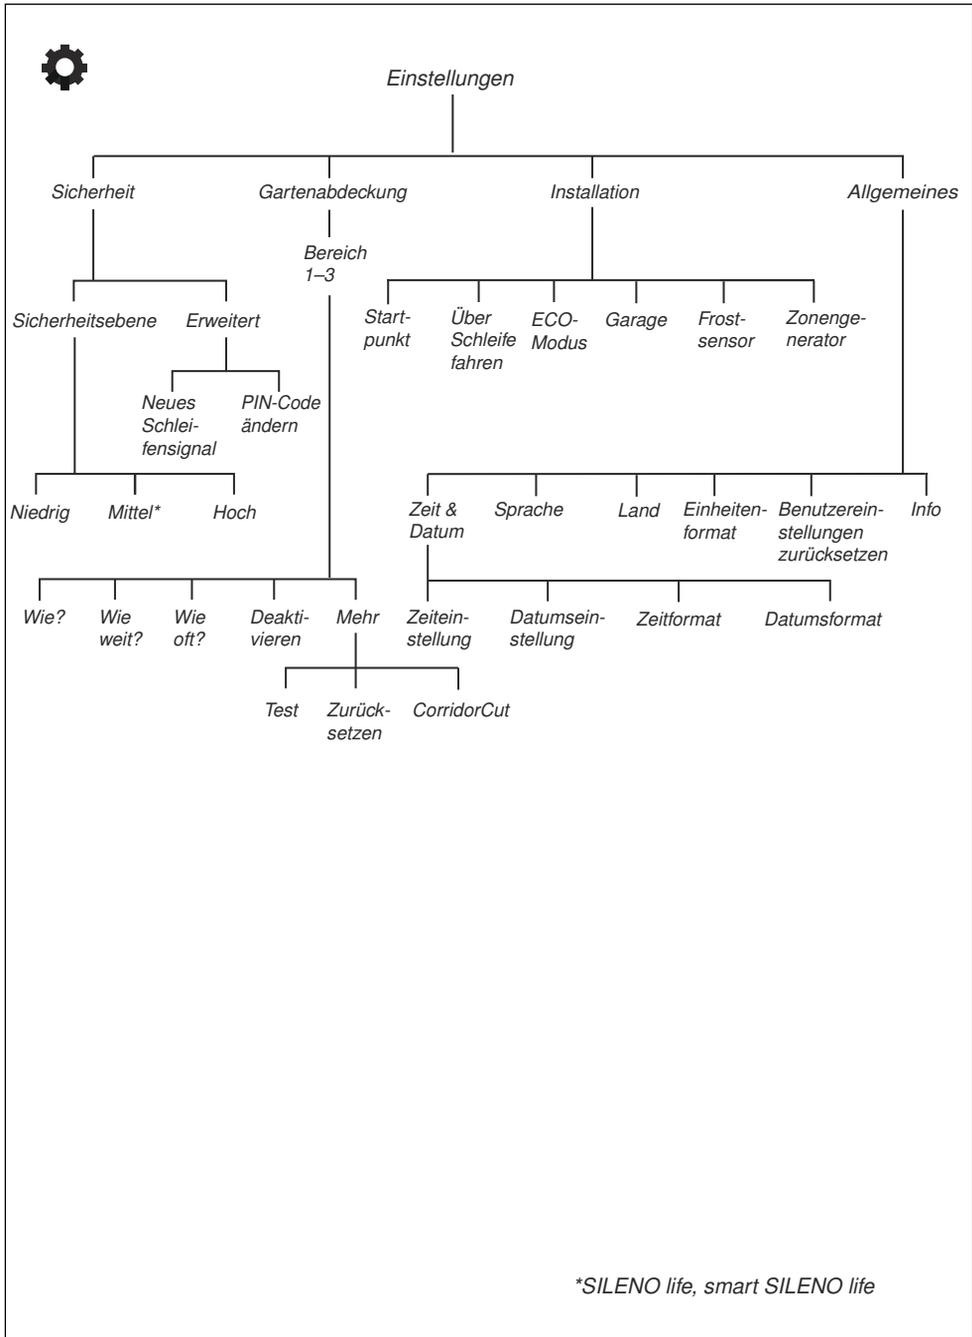 Einstellungen
Sicherheit
Gartenabdeckung
Installation
Allgemeines
Bereich
1–3
Sicherheitsebene
Erweitert
Start-
punkt
Über
Schleife
fahren
ECO-
Modus
Garage
Frost-
sensor
Zonenge-
nerator
Neues
Schlei-
fensignal
PIN-Code
ändern
Niedrig
Mittel*
Hoch
Zeit &
Datum
Sprache
Land
Einheiten-
format
Benutzerein-
stellungen
zurücksetzen
Info
Wie?
Wie
weit?
Wie
oft?
Deakti-
vieren
Mehr
Zeitein-
stellung
Datumsein-
stellung
Zeitformat
Datumsformat
Test
Zurück-
setzen
CorridorCut
*SILENO life, smart SILENO life